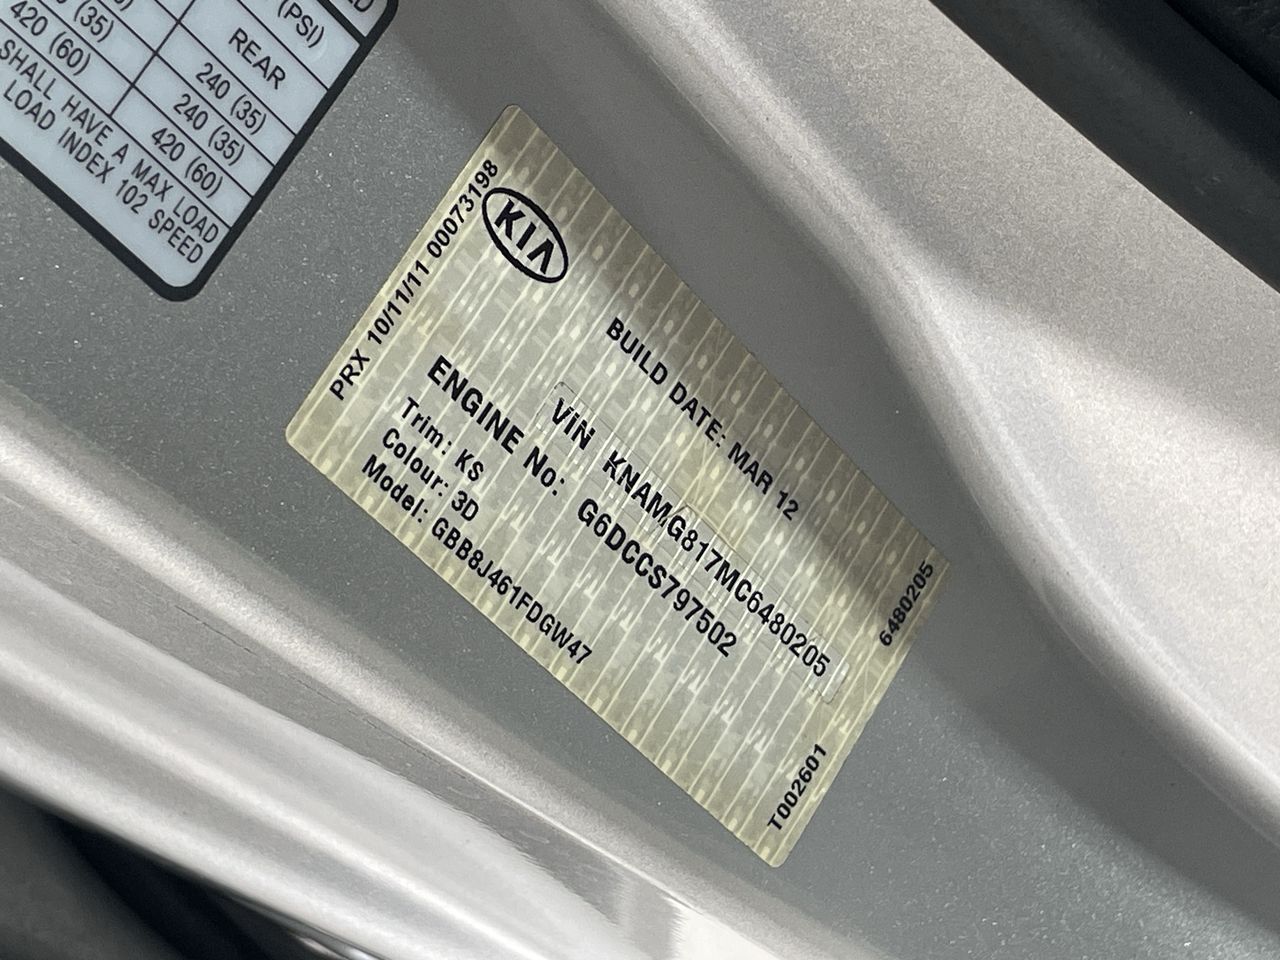 (PSI)
(35)
REAR
420 (60)
240 (35)
240 (35)
420 (60)
SHALL HAVE A MAX LOAD
LOAD INDEX 102 SPEED
KIA
PRX 10/11/11 00073198
BUILD DATE: MAR 12
VIN KNAMG817MC6480205
ENGINE No: G6DCCS797502
Trim: KS
Colour: 3D
Model: GBB8J461FDGW47
6480205
T002601